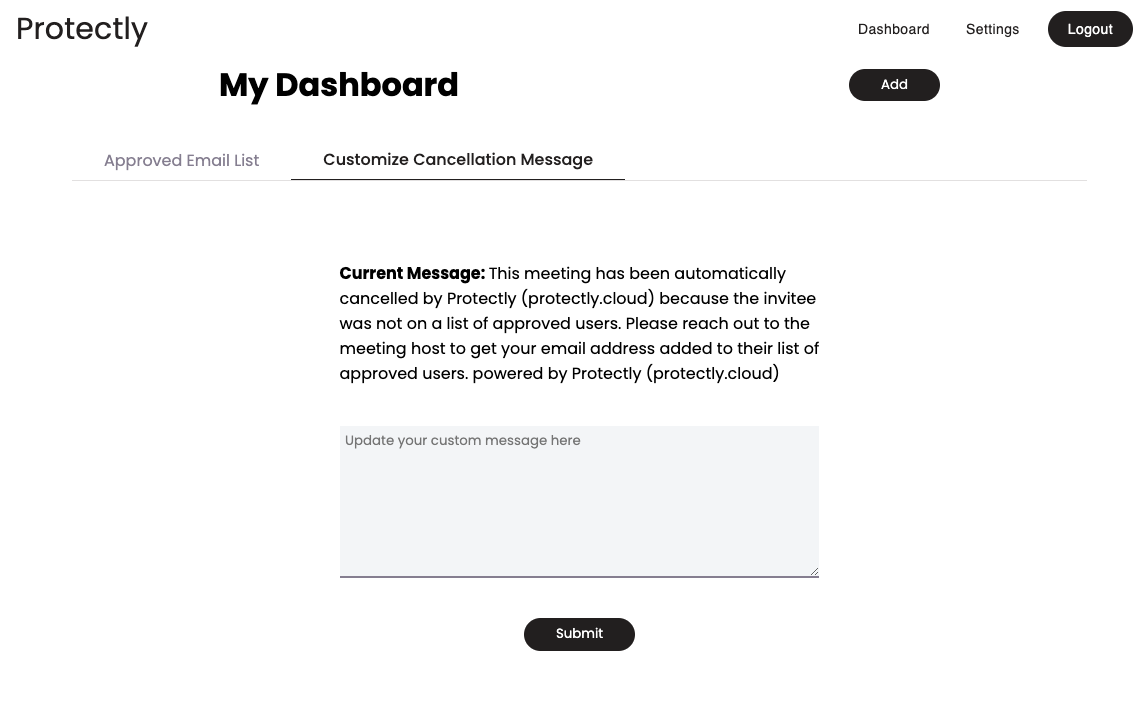 Protectly
Dashboard
Settings
Logout
My Dashboard
Add
Approved Email List
Customize Cancellation Message
Current Message: This meeting has been automatically
cancelled by Protectly (protectly.cloud) because the invitee
was not on a list of approved users. Please reach out to the
meeting host to get your email address added to their list of
approved users. powered by Protectly (protectly.cloud)
Update your custom message here
Submit